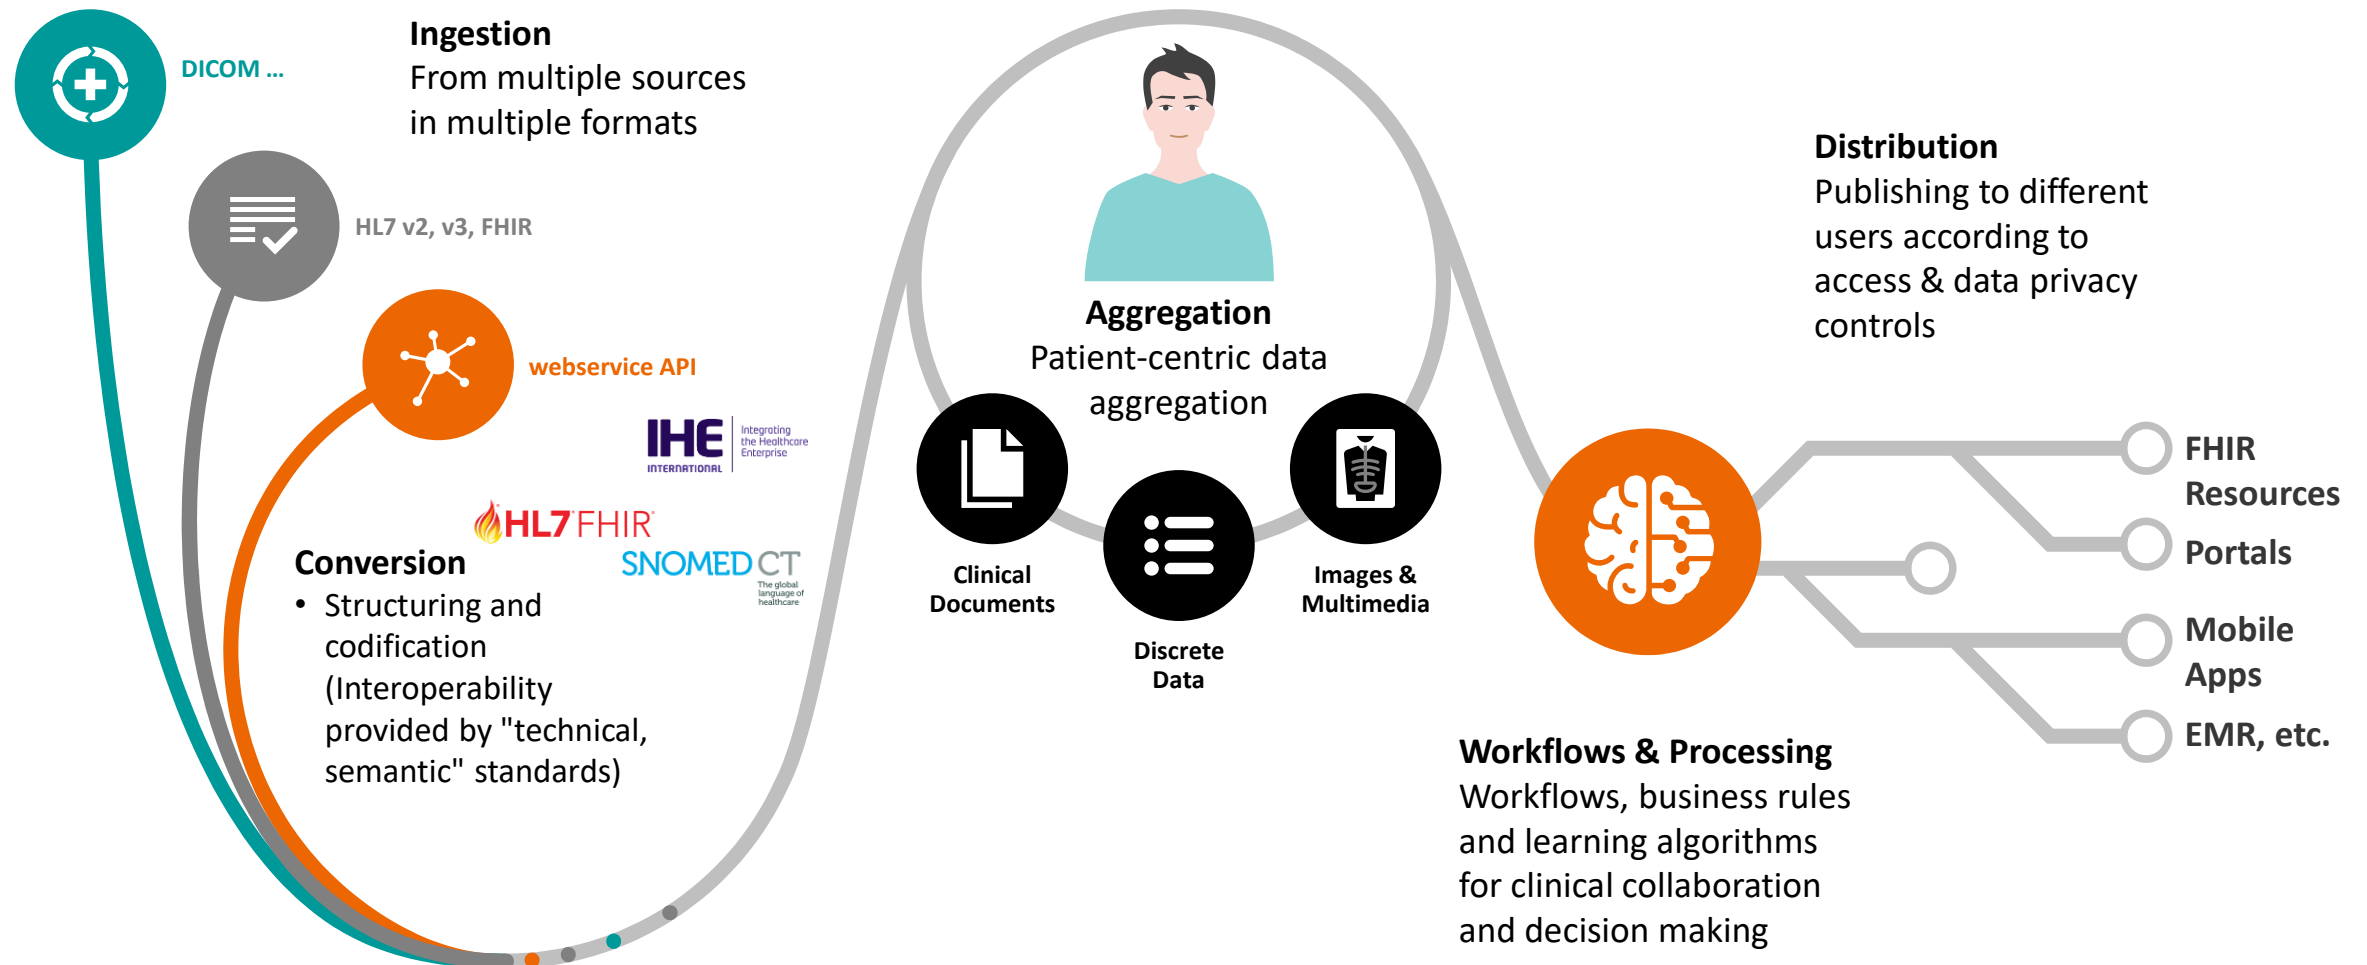 DICOM ...
Ingestion
From multiple sources
in multiple formats
HL7 v2, v3, FHIR
webservice API
IHE
INTERNATIONAL
Integrating
the Healthcare
Enterprise
HL7 FHIR
SNOMED CT
The global
language of
healthcare
Conversion
• Structuring and
codification
(Interoperability
provided by "technical,
semantic" standards)
Aggregation
Patient-centric data
aggregation
Clinical
Documents
Discrete
Data
Images &
Multimedia
Workflows & Processing
Workflows, business rules
and learning algorithms
for clinical collaboration
and decision making
Distribution
Publishing to different
users according to
access & data privacy
controls
FHIR
Resources
Portals
Mobile
Apps
EMR, etc.